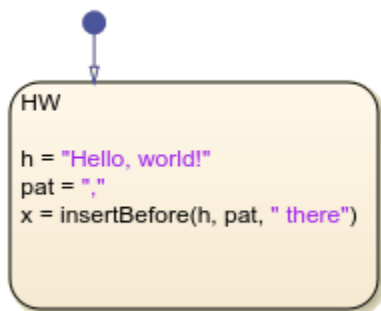 HW
h = "Hello, world!"
pat = ","
x = insertBefore(h, pat, " there")